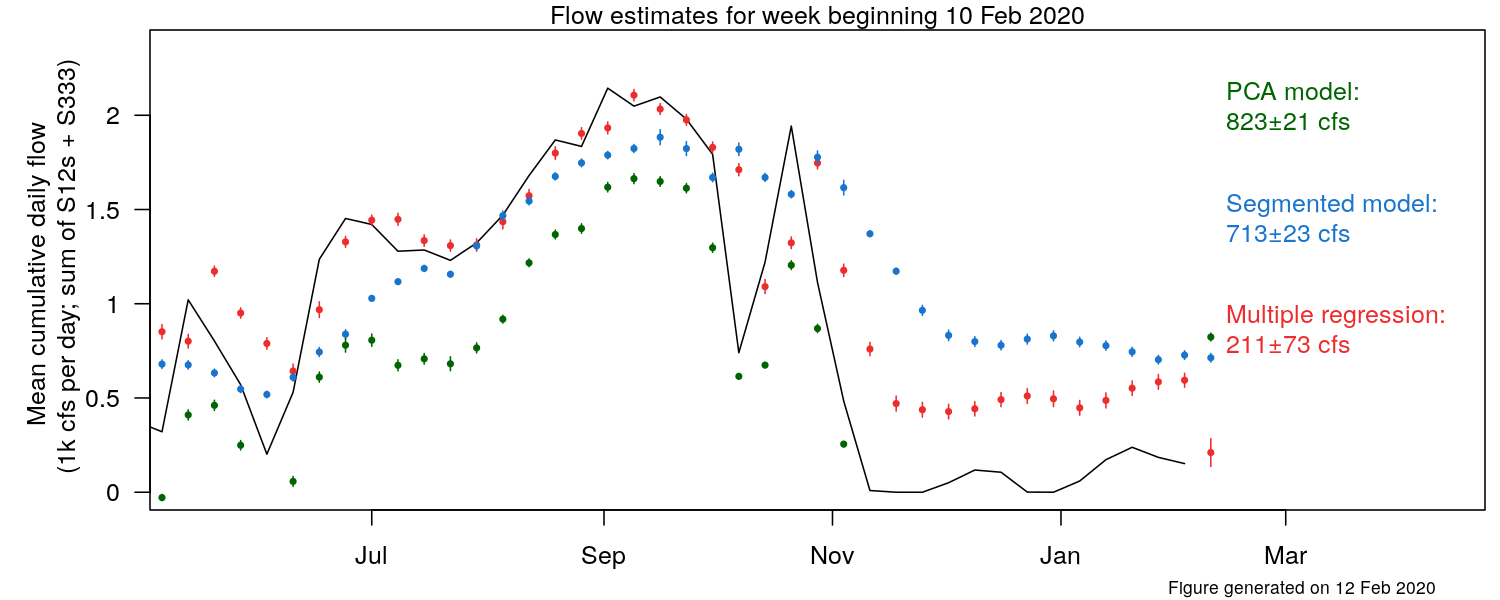 Flow estimates for week beginning 10 Feb 2020
Mean cumulative daily flow
(1k cfs per day; sum of S12s + S333)
2
1.5
1
0.5
0
PCA model:
823±21 cfs
Segmented model:
713±23 cfs
Multiple regression:
211±73 cfs
Jul
Sep
Nov
Jan
Mar
FIgure generated on 12 Feb 2020